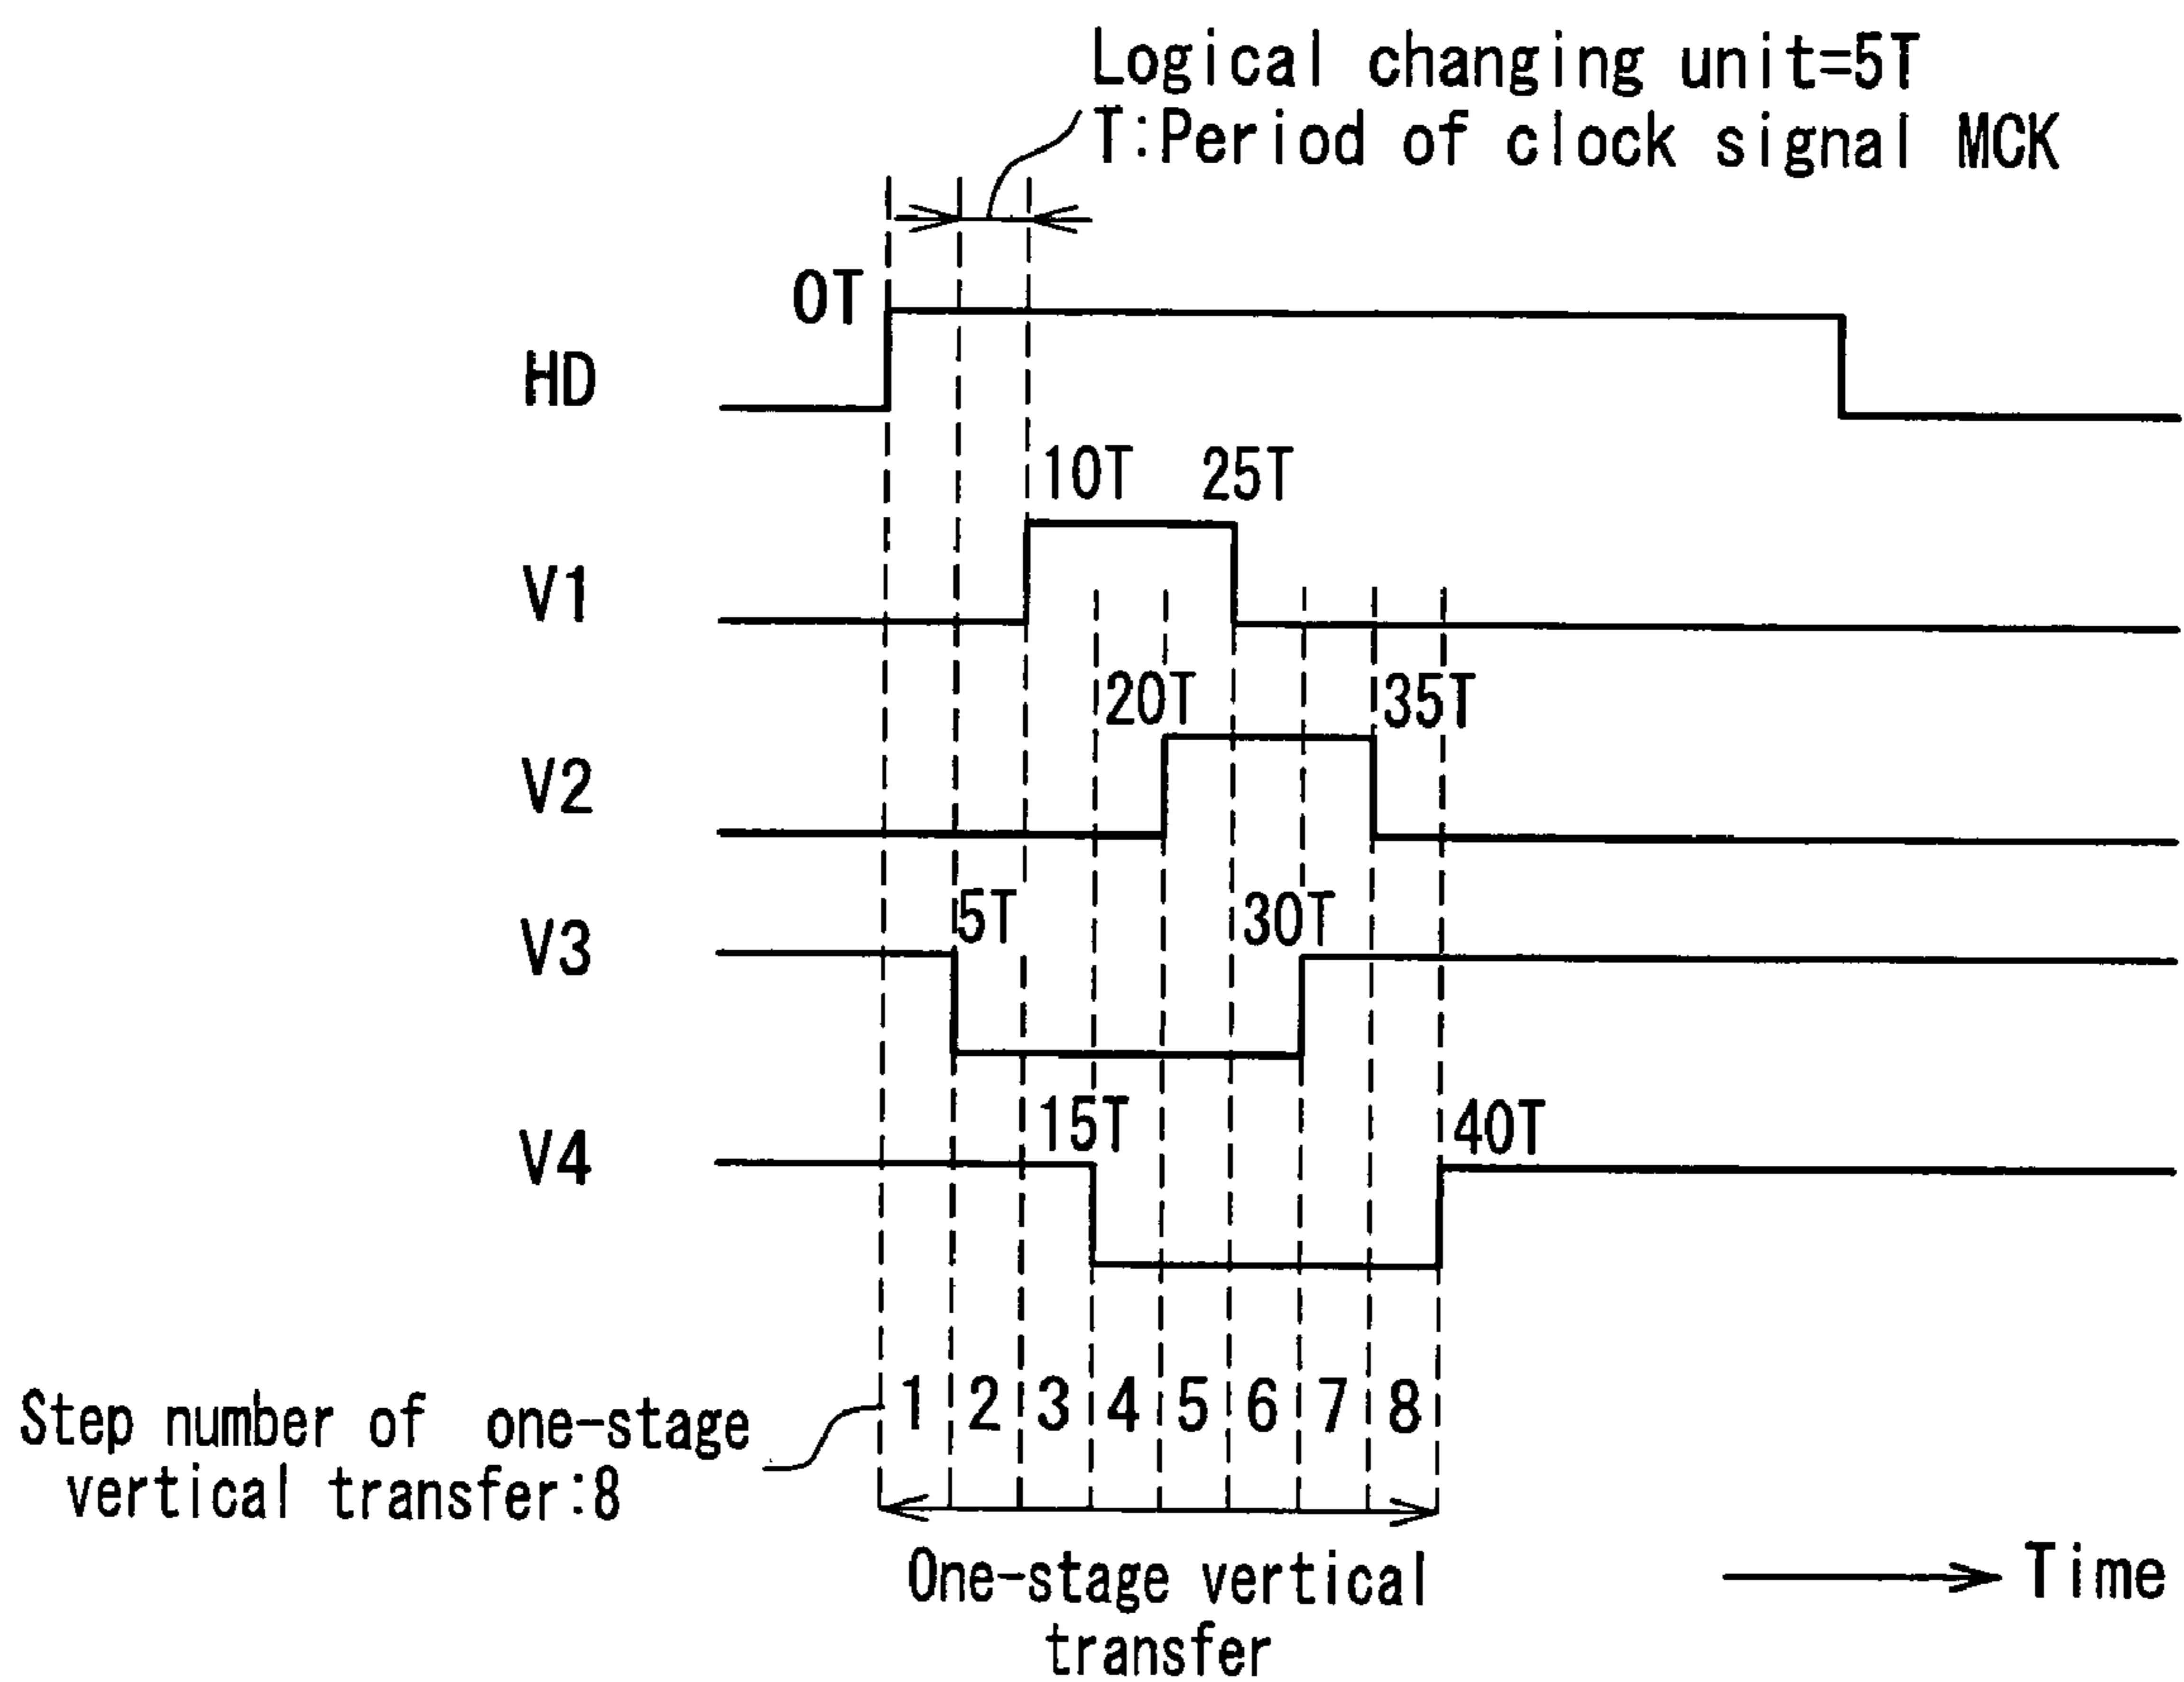 Logical changing unit=5T
T:Period of clock signal MCK
0T
HD
10T 25T
V1
20T 35T
V2
5T 30T
V3
15T 40T
V4
1 2 3 4 5 6 7 8
Step number of one-stage
vertical transfer:8
One-stage vertical
transfer
Time